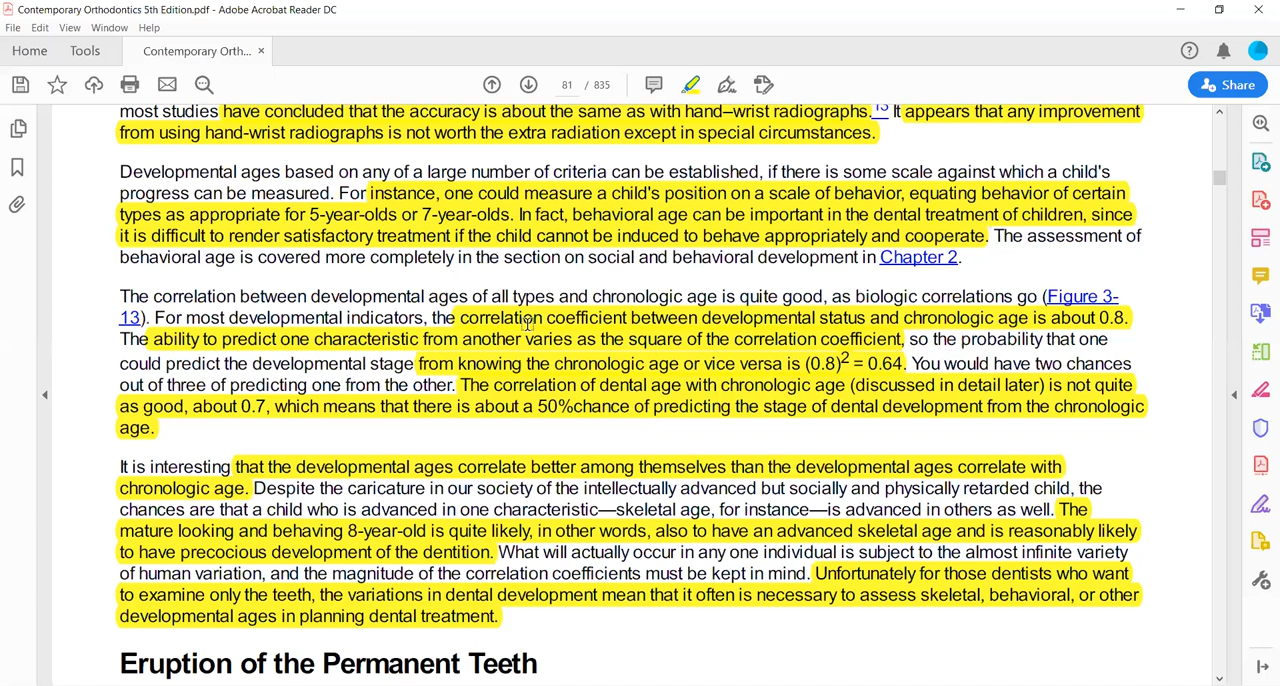 Contemporary Orthodontics 5th Edition.pdf - Adobe Acrobat Reader DC
File Edit View Window Help
Home Tools Contemporary Orth... ×
81 / 835
Share
most studies have concluded that the accuracy is about the same as with hand–wrist radiographs.13 It appears that any improvement
from using hand-wrist radiographs is not worth the extra radiation except in special circumstances.
Developmental ages based on any of a large number of criteria can be established, if there is some scale against which a child's
progress can be measured. For instance, one could measure a child's position on a scale of behavior, equating behavior of certain
types as appropriate for 5-year-olds or 7-year-olds. In fact, behavioral age can be important in the dental treatment of children, since
it is difficult to render satisfactory treatment if the child cannot be induced to behave appropriately and cooperate. The assessment of
behavioral age is covered more completely in the section on social and behavioral development in Chapter 2.
The correlation between developmental ages of all types and chronologic age is quite good, as biologic correlations go (Figure 3-
13). For most developmental indicators, the correlation coefficient between developmental status and chronologic age is about 0.8.
The ability to predict one characteristic from another varies as the square of the correlation coefficient, so the probability that one
could predict the developmental stage from knowing the chronologic age or vice versa is (0.8)2 = 0.64. You would have two chances
out of three of predicting one from the other. The correlation of dental age with chronologic age (discussed in detail later) is not quite
as good, about 0.7, which means that there is about a 50%chance of predicting the stage of dental development from the chronologic
age.
It is interesting that the developmental ages correlate better among themselves than the developmental ages correlate with
chronologic age. Despite the caricature in our society of the intellectually advanced but socially and physically retarded child, the
chances are that a child who is advanced in one characteristic—skeletal age, for instance—is advanced in others as well. The
mature looking and behaving 8-year-old is quite likely, in other words, also to have an advanced skeletal age and is reasonably likely
to have precocious development of the dentition. What will actually occur in any one individual is subject to the almost infinite variety
of human variation, and the magnitude of the correlation coefficients must be kept in mind. Unfortunately for those dentists who want
to examine only the teeth, the variations in dental development mean that it often is necessary to assess skeletal, behavioral, or other
developmental ages in planning dental treatment.
Eruption of the Permanent Teeth